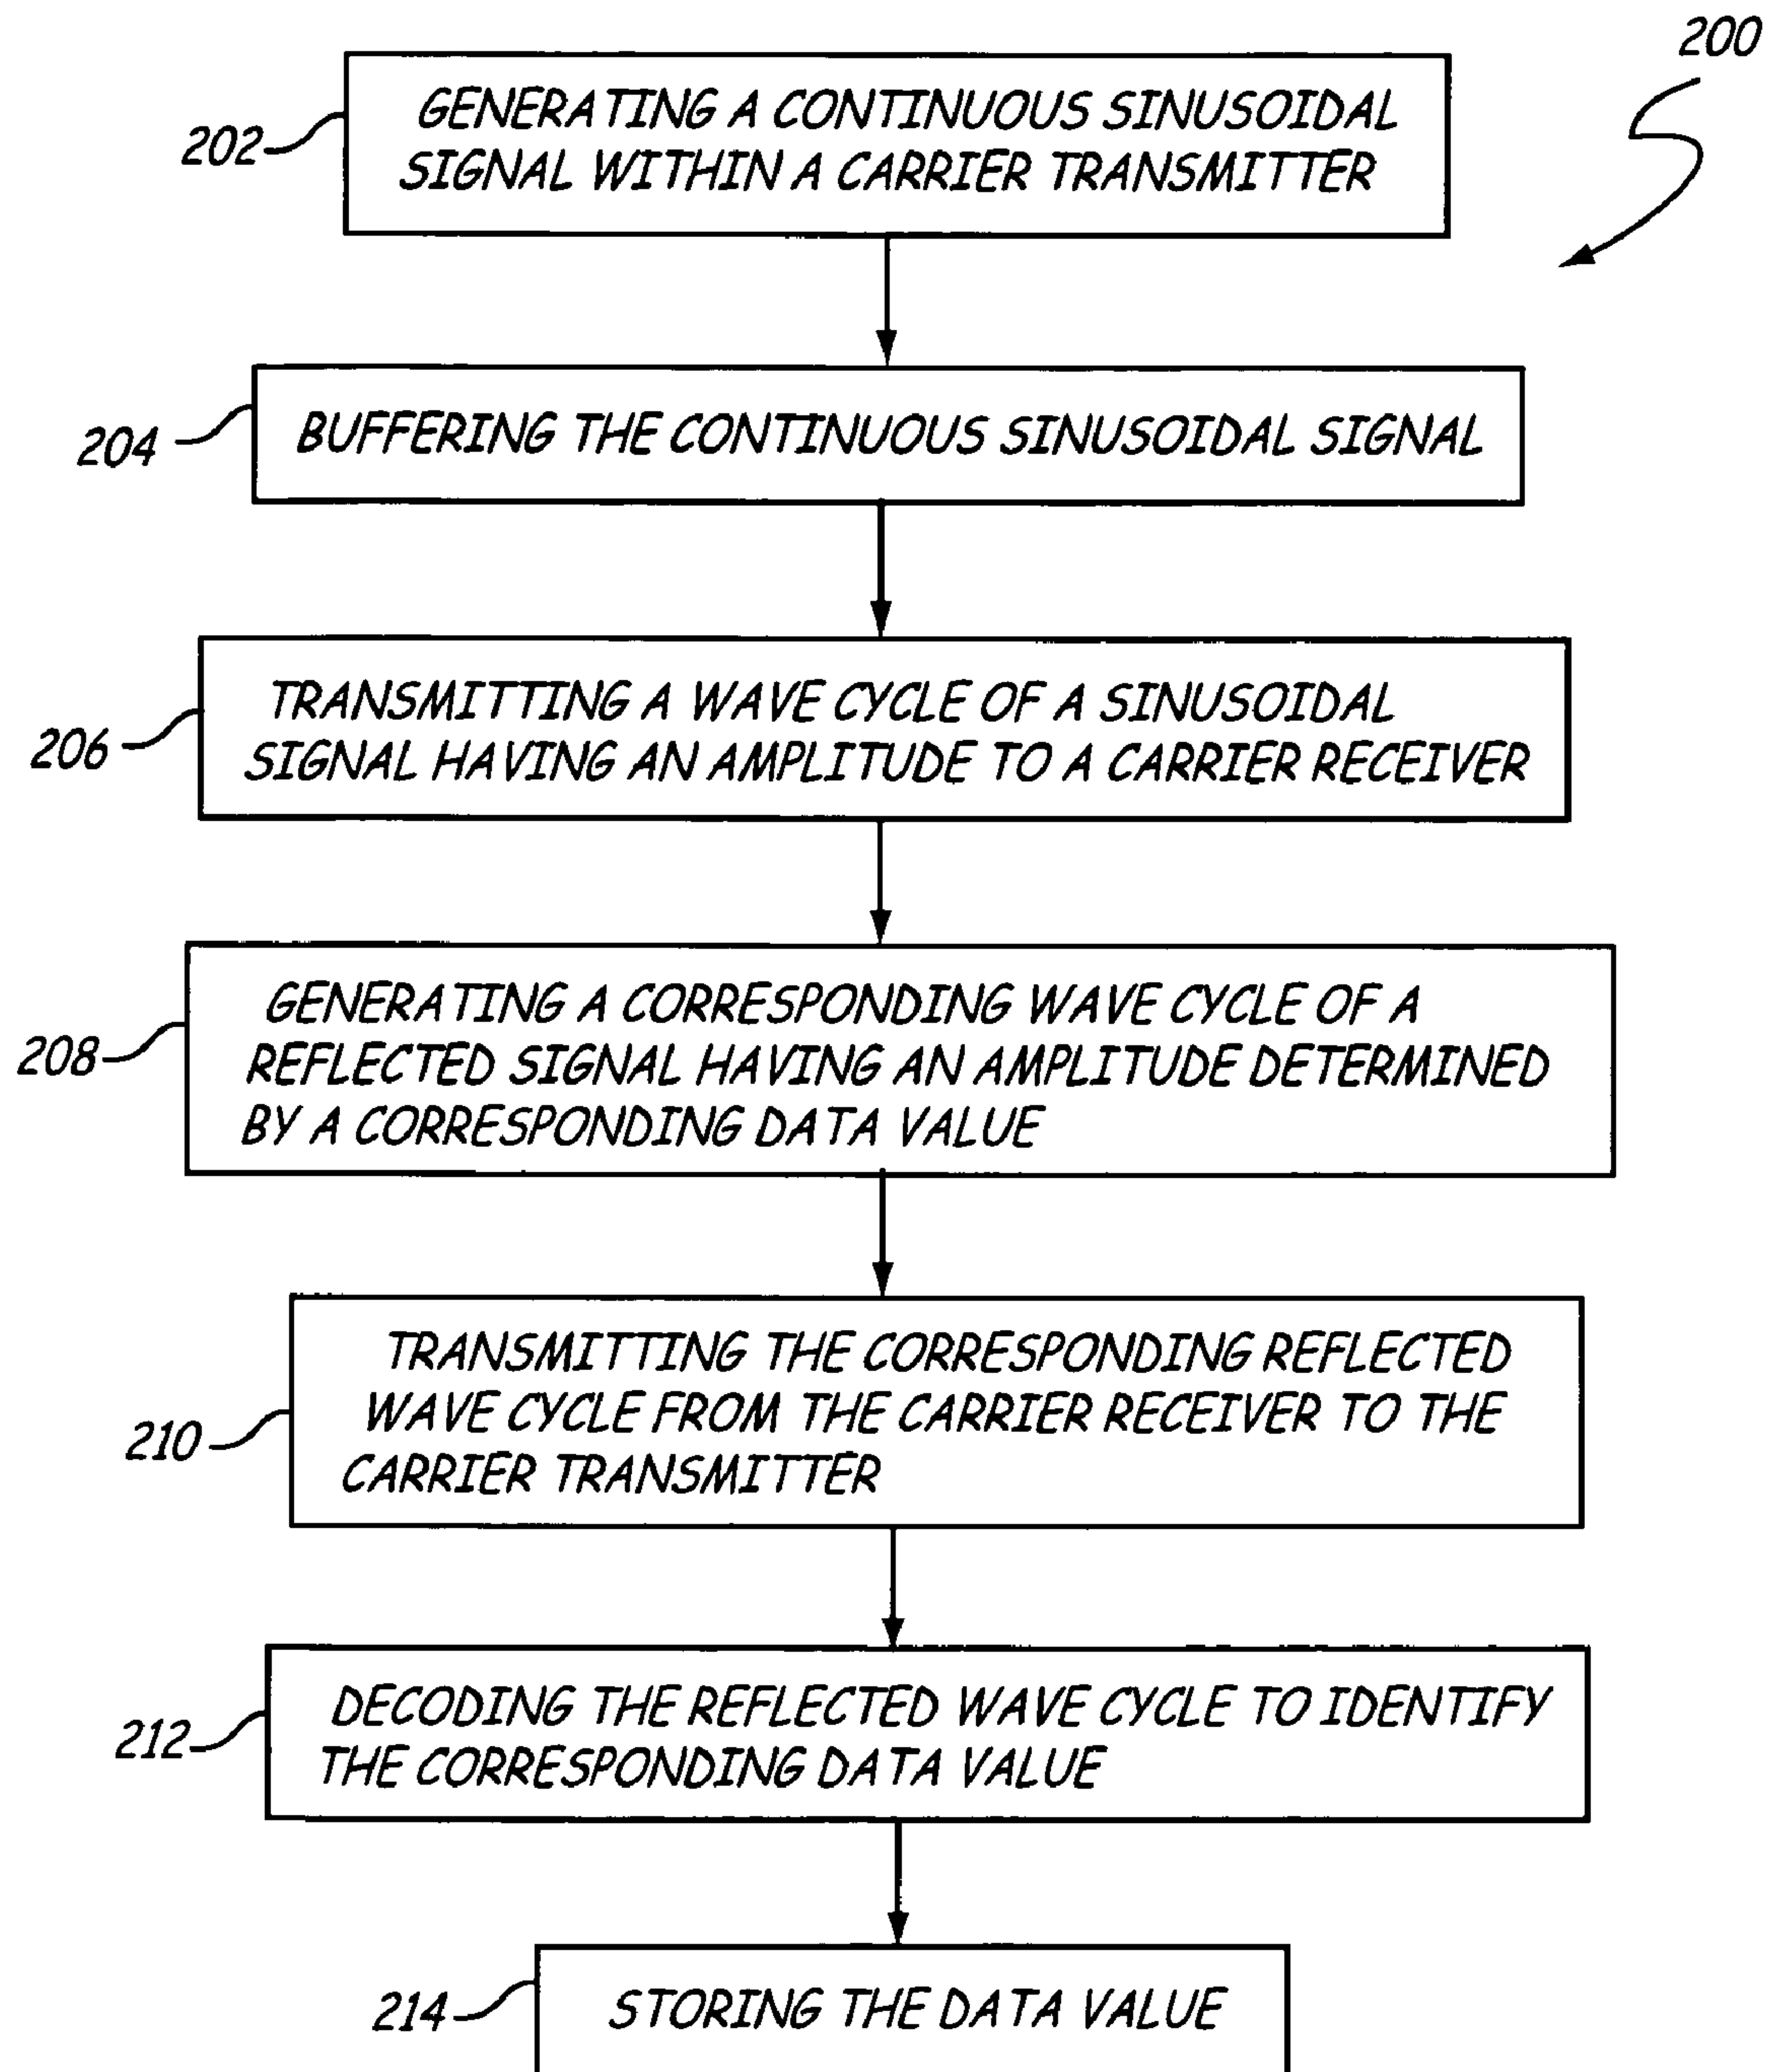 200
202
GENERATING A CONTINUOUS SINUSOIDAL
SIGNAL WITHIN A CARRIER TRANSMITTER
204
BUFFERING THE CONTINUOUS SINUSOIDAL SIGNAL
206
TRANSMITTING A WAVE CYCLE OF A SINUSOIDAL
SIGNAL HAVING AN AMPLITUDE TO A CARRIER RECEIVER
208
GENERATING A CORRESPONDING WAVE CYCLE OF A
REFLECTED SIGNAL HAVING AN AMPLITUDE DETERMINED
BY A CORRESPONDING DATA VALUE
210
TRANSMITTING THE CORRESPONDING REFLECTED
WAVE CYCLE FROM THE CARRIER RECEIVER TO THE
CARRIER TRANSMITTER
212
DECODING THE REFLECTED WAVE CYCLE TO IDENTIFY
THE CORRESPONDING DATA VALUE
214
STORING THE DATA VALUE